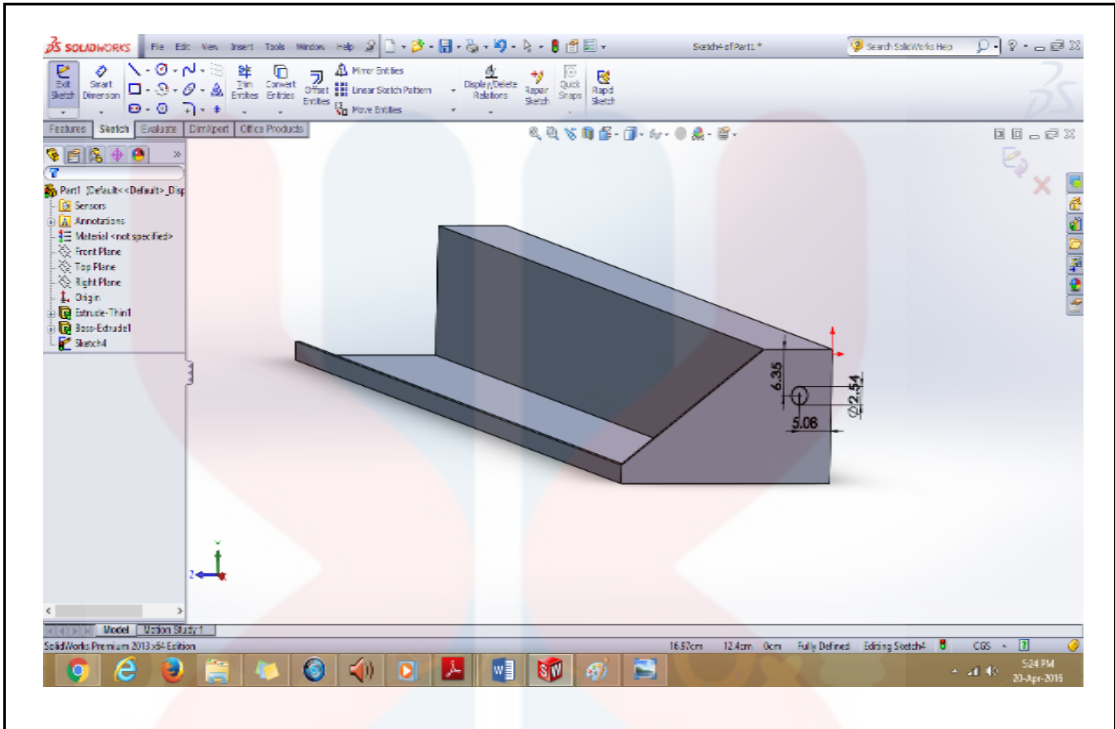 SOLIDWORKS File Edit View Insert Tools Window Help Sketch4 of Part1 * Search SolidWorks Help
Exit Sketch
Smart Dimension
Trim Entities
Convert Entities
Offset Entities
Mirror Entities
Linear Sketch Pattern
Move Entities
Display/Delete Relations
Repair Sketch
Quick Snaps
Rapid Sketch
Features Sketch Evaluate DimXpert Office Products
Part1 (Default<<Default>_Disp
Sensors
Annotations
Material <not specified>
Front Plane
Top Plane
Right Plane
Origin
Extrude-Thin1
Boss-Extrude1
Sketch4
6.35
∅2.54
5.08
Y
Z
Model Motion Study 1
SolidWorks Premium 2013 x64 Edition 16.97cm 12.4cm 0cm Fully Defined Editing Sketch4 CGS
5:24 PM
20-Apr-2016